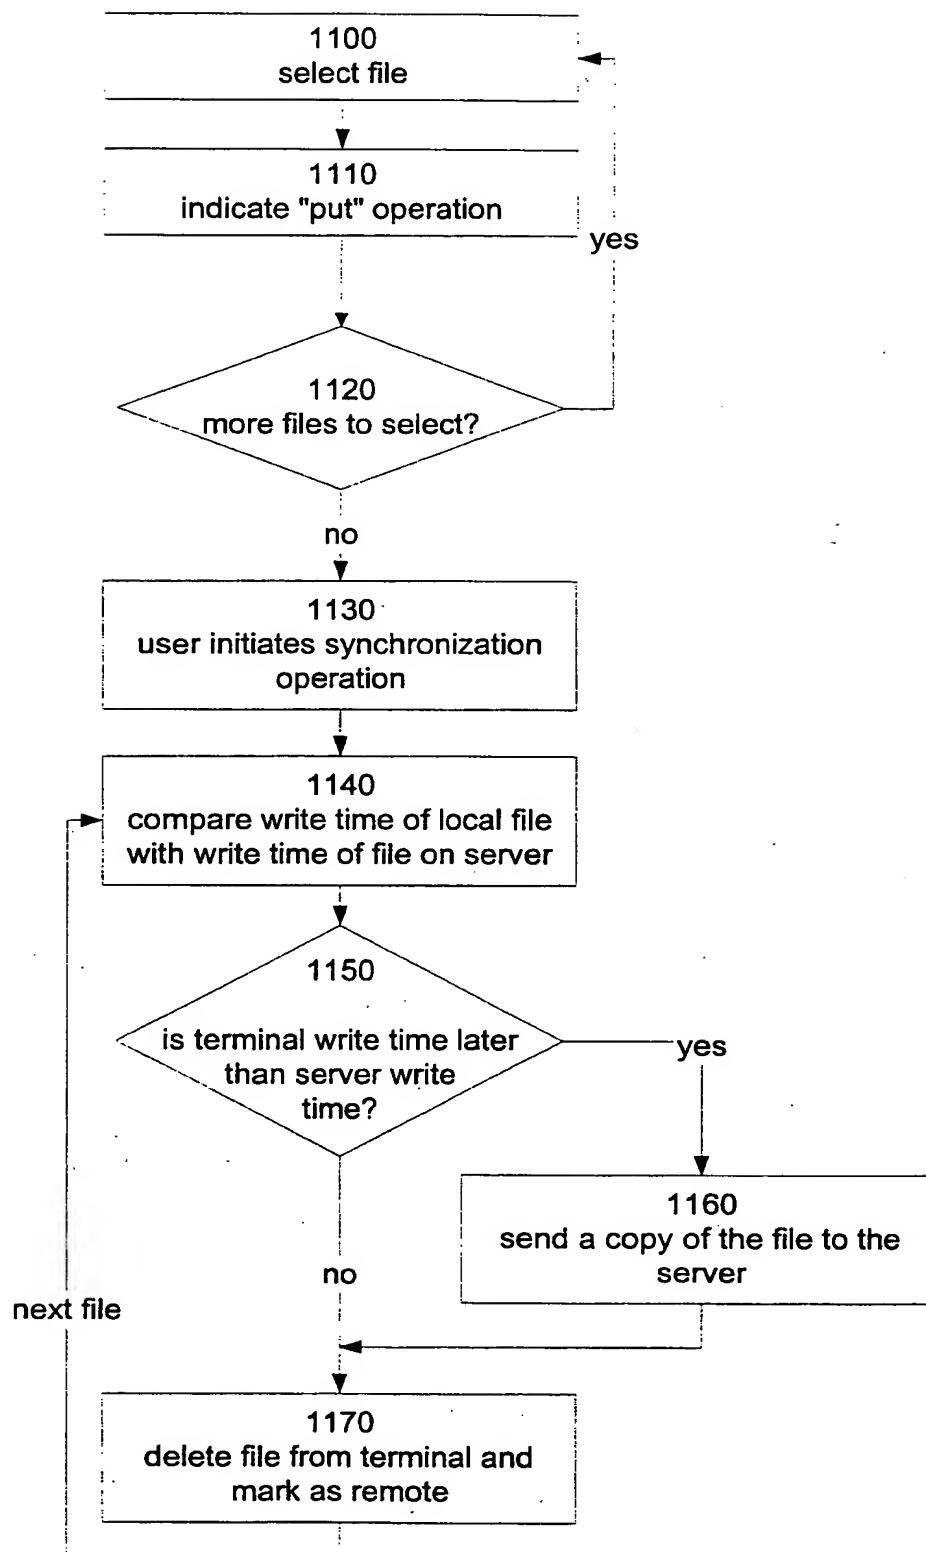 1100
select file
1110
indicate "put" operation
yes
1120
more files to select?
no
1130
user initiates synchronization
operation
1140
compare write time of local file
with write time of file on server
1150
is terminal write time later
than server write
time?
yes
1160
send a copy of the file to the
server
no
next file
1170
delete file from terminal and
mark as remote